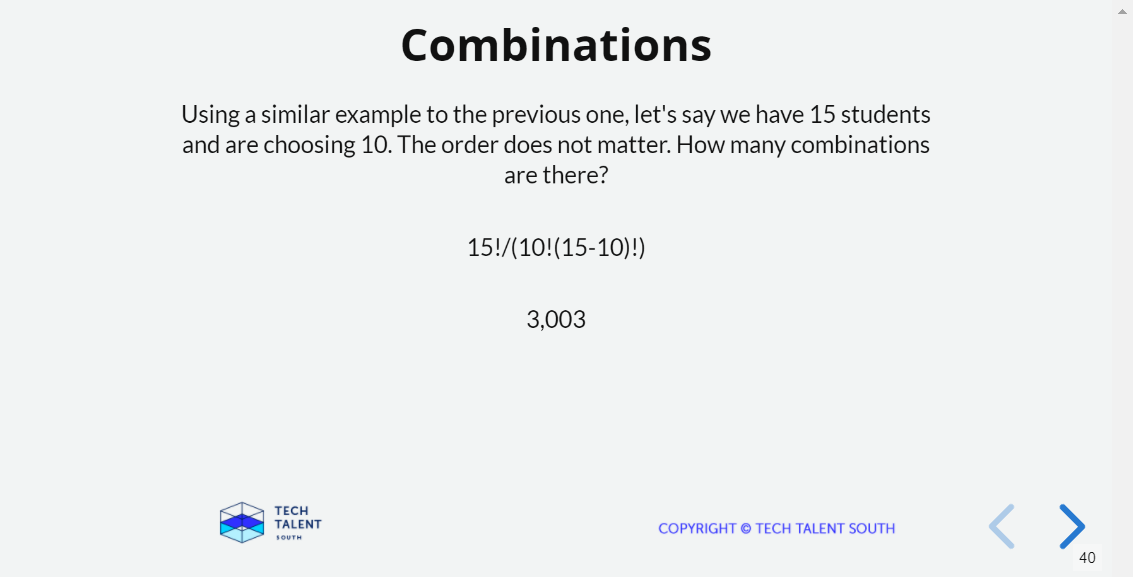 Combinations
Using a similar example to the previous one, let's say we have 15 students
and are choosing 10. The order does not matter. How many combinations
are there?
15!/(10!(15-10)!)
3,003
TECH
TALENT
SOUTH
COPYRIGHT © TECH TALENT SOUTH
40